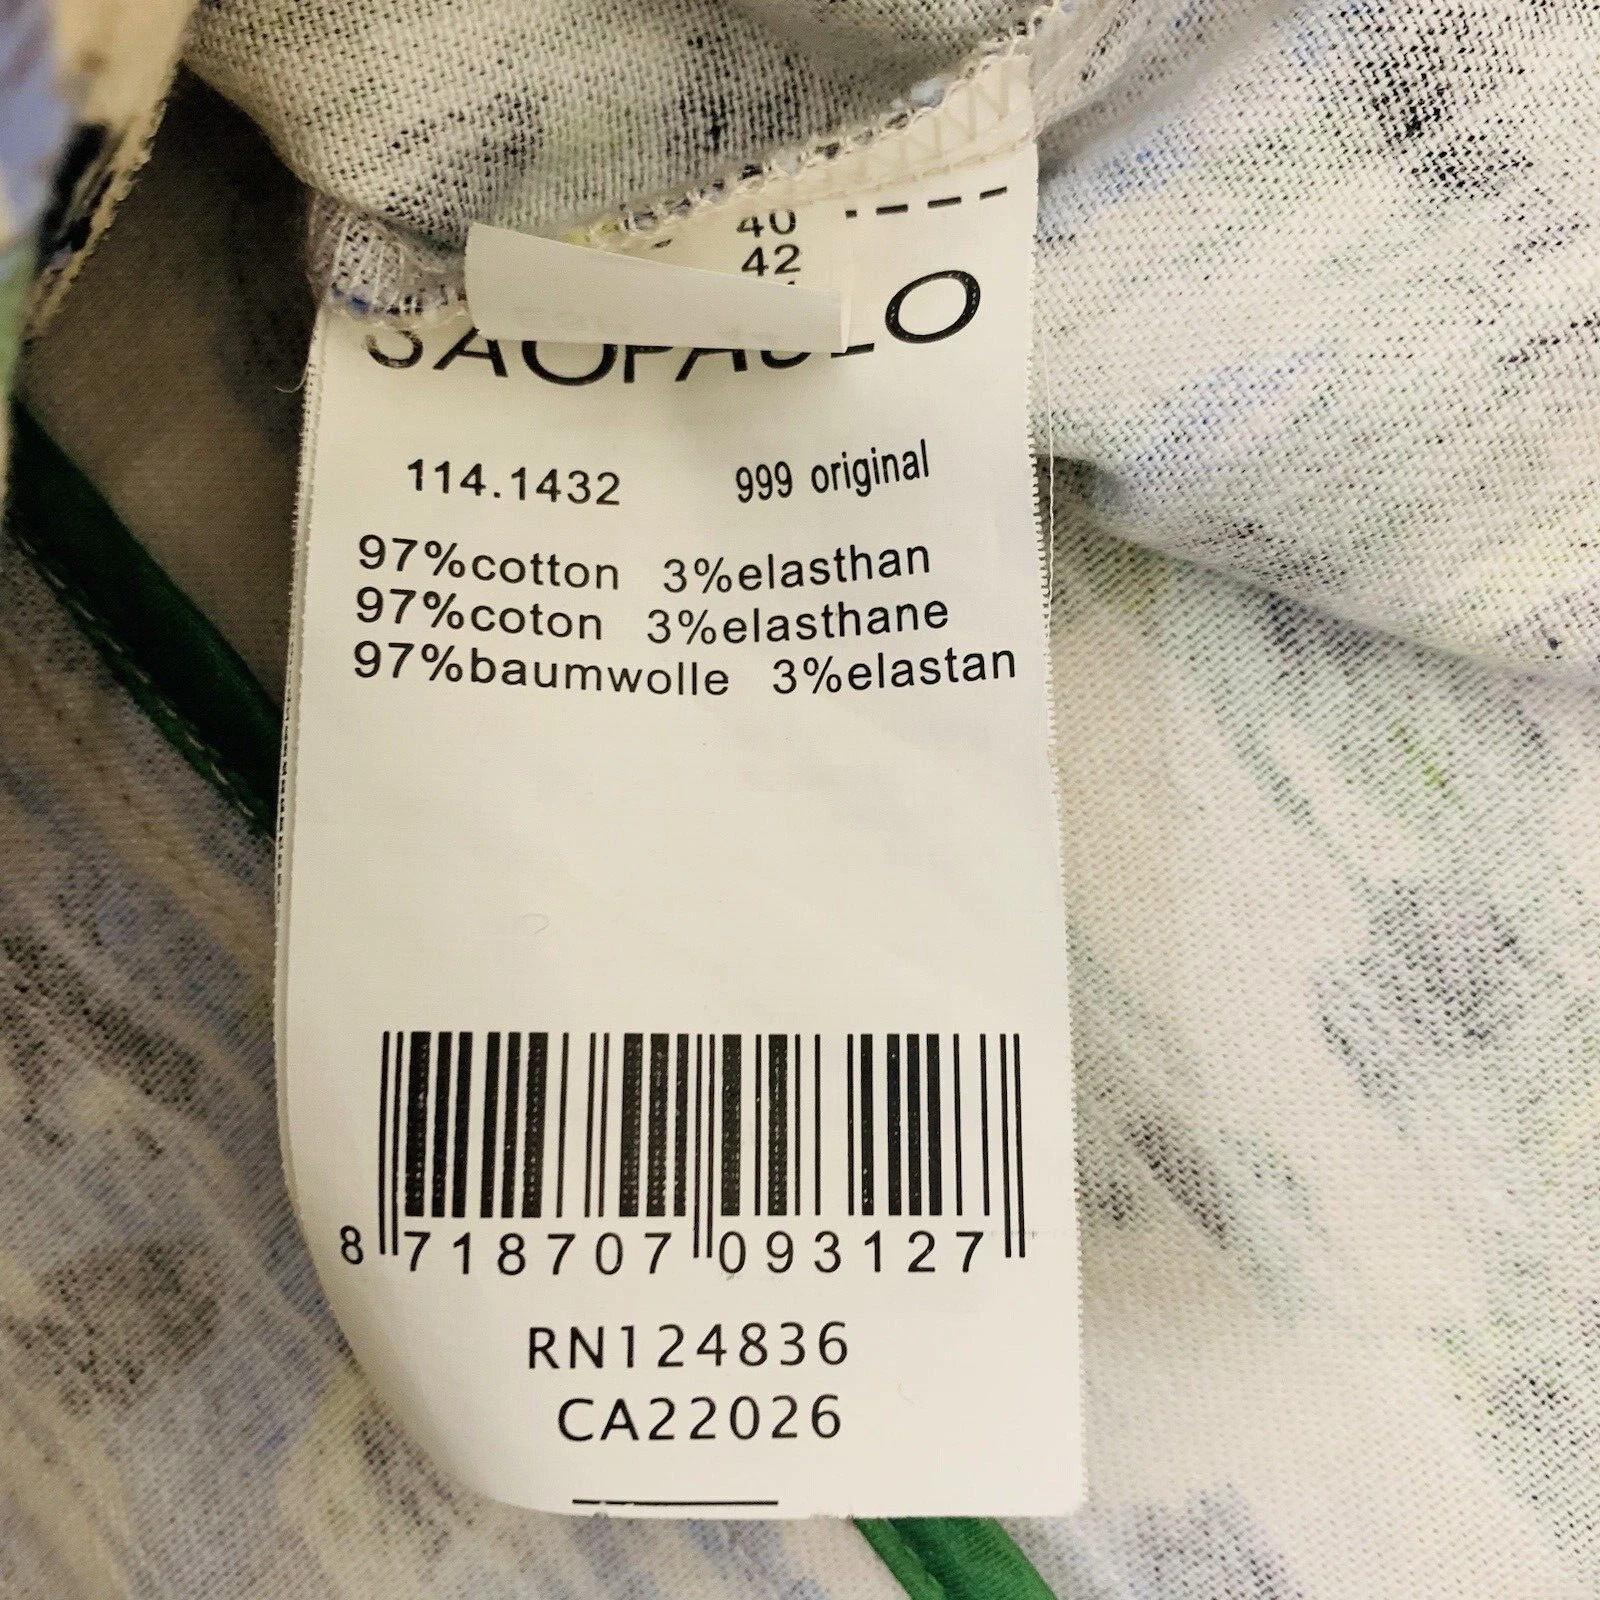 40
42
SAOPAULO
114.1432 999 original
97%cotton 3%elasthan
97%coton 3%elasthane
97%baumwolle 3%elastan
8 718707 093127
RN124836
CA22026